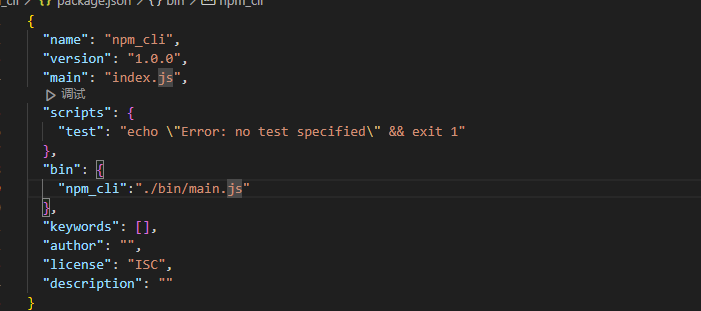 _cli / {} package.json / {} bin / npm_cli
{
"name": "npm_cli",
"version": "1.0.0",
"main": "index.js",
调试
"scripts": {
"test": "echo \"Error: no test specified\" && exit 1"
},
"bin": {
"npm_cli":"./bin/main.js"
},
"keywords": [],
"author": "",
"license": "ISC",
"description": ""
}